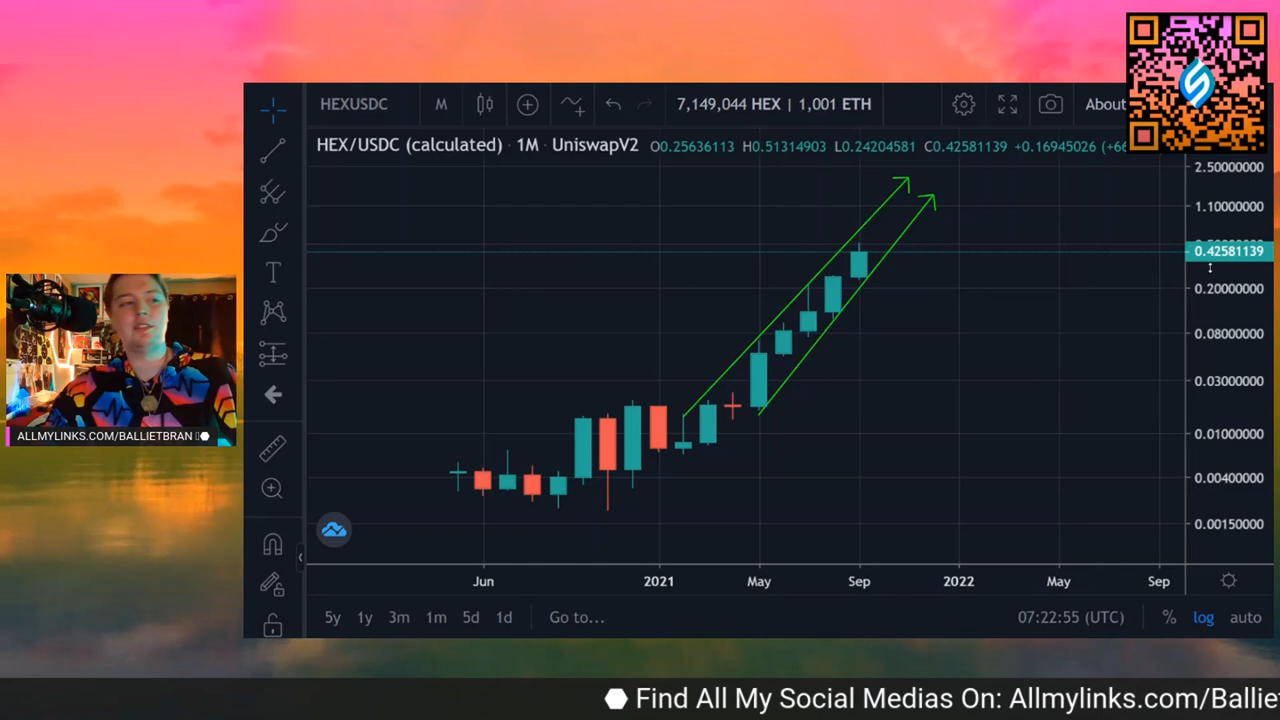 HEXUSDC
M
7,149,044 HEX | 1,001 ETH
About
HEX/USDC (calculated) · 1M · UniswapV2 O0.25636113 H0.51314903 L0.24204581 C0.42581139 +0.16945026 (+66
2.50000000
1.10000000
0.42581139
0.20000000
0.08000000
0.03000000
0.01000000
0.00400000
0.00150000
T
ALLMYLINKS.COM/BALLIETBRAN
Jun
2021
May
Sep
2022
May
Sep
5y 1y 3m 1m 5d 1d Go to... 07:22:55 (UTC) % log auto
Find All My Social Medias On: Allmylinks.com/Ballie